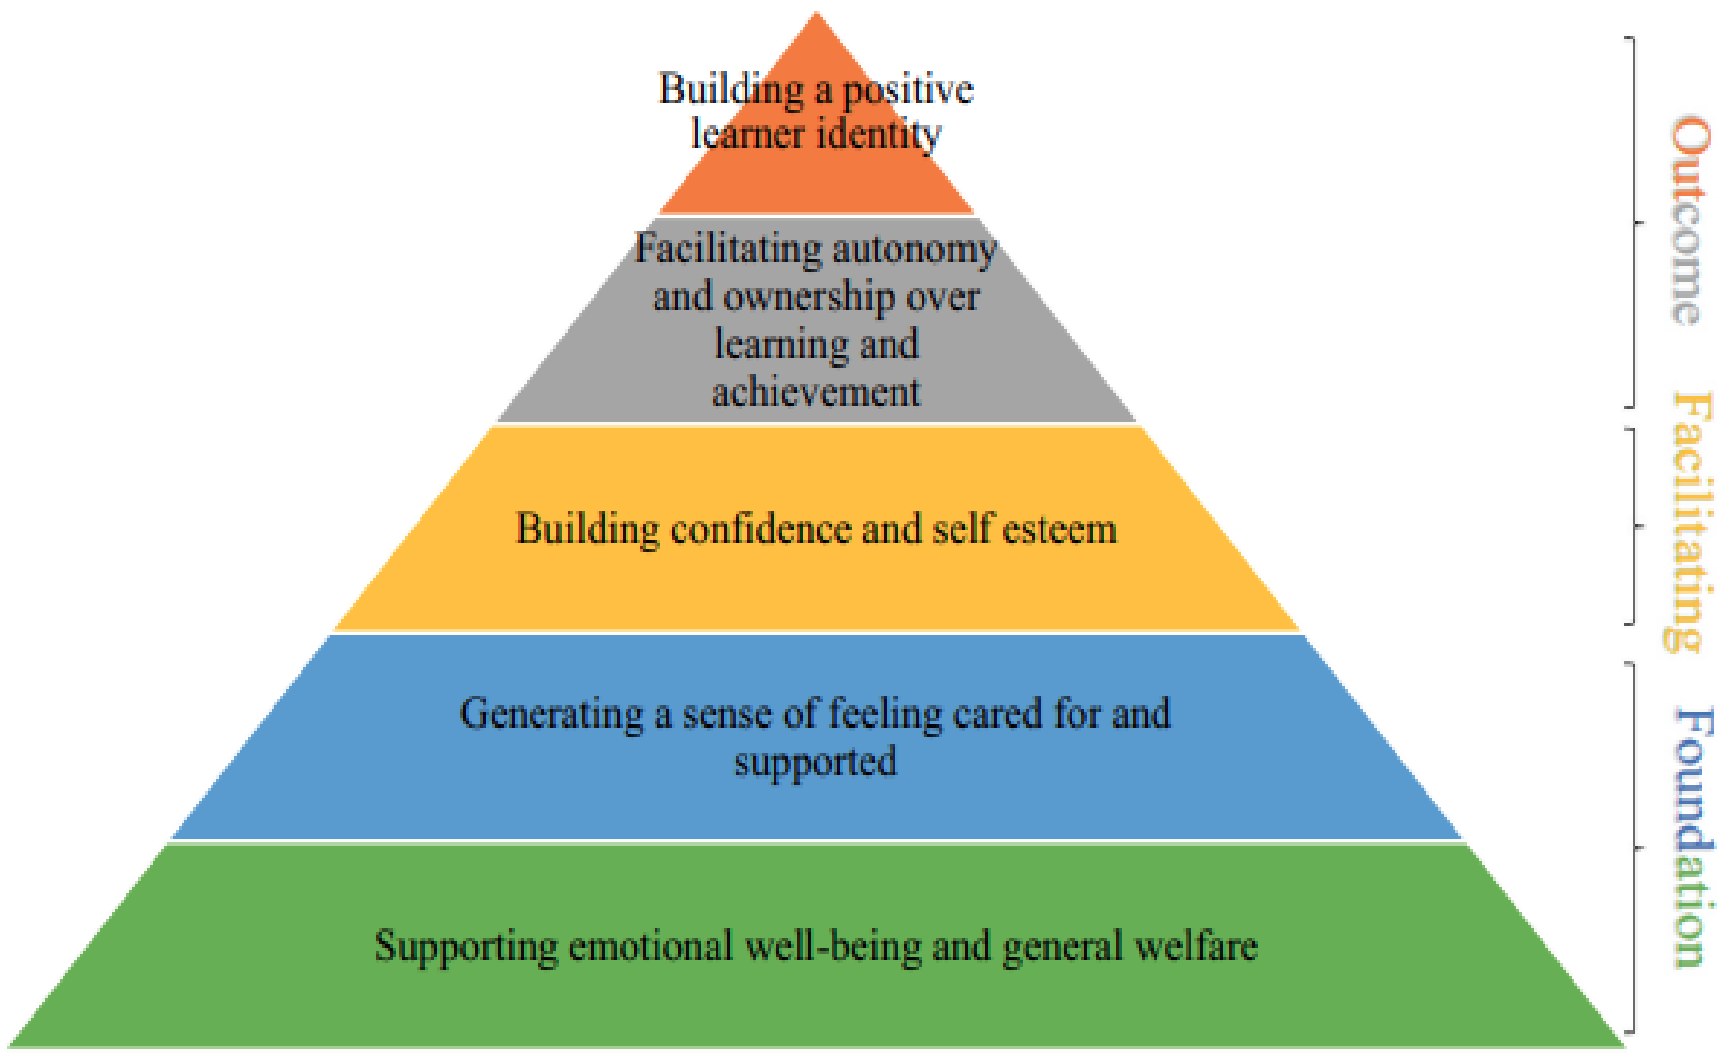 Building a positive
learner identity
Facilitating autonomy
and ownership over
learning and
achievement
Building confidence and self esteem
Generating a sense of feeling cared for and
supported
Supporting emotional well-being and general welfare
Outcome
Facilitating
Foundation